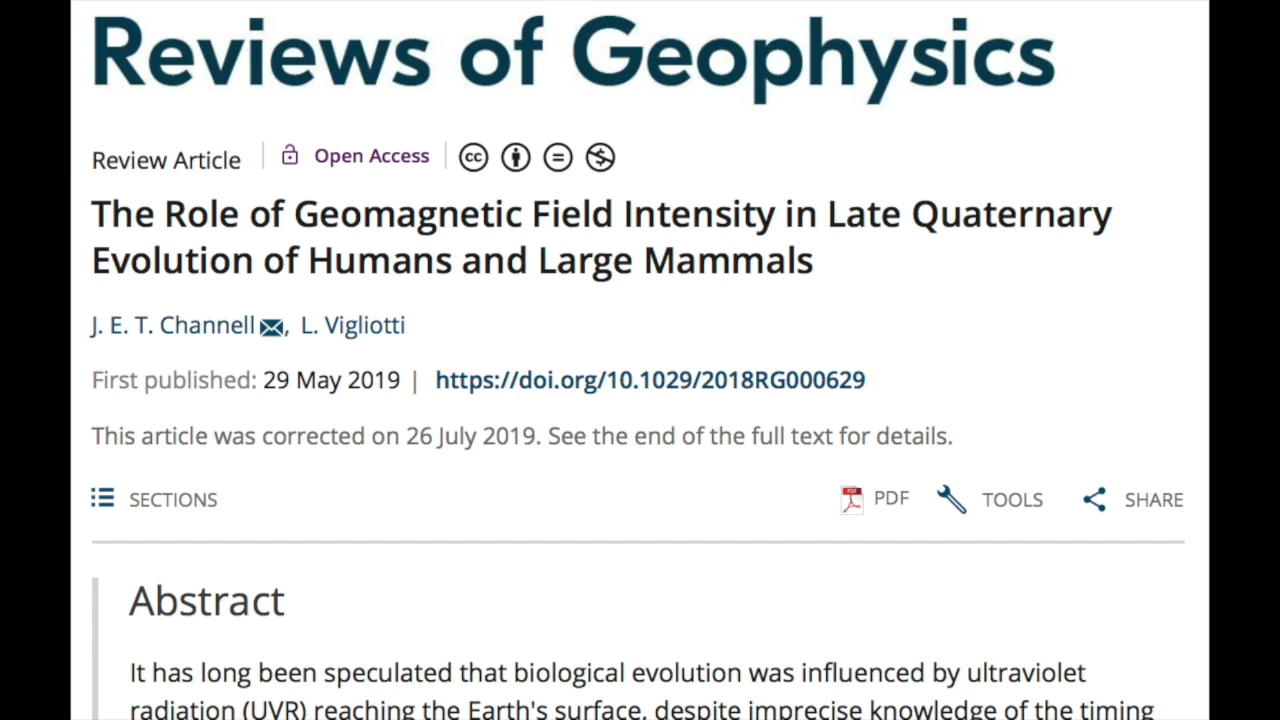 Reviews of Geophysics
Review Article | Open Access | cc
The Role of Geomagnetic Field Intensity in Late Quaternary
Evolution of Humans and Large Mammals
J. E. T. Channell, L. Vigliotti
First published: 29 May 2019 | https://doi.org/10.1029/2018RG000629
This article was corrected on 26 July 2019. See the end of the full text for details.
SECTIONS PDF PDF TOOLS SHARE
Abstract
It has long been speculated that biological evolution was influenced by ultraviolet
radiation (UVR) reaching the Earth's surface, despite imprecise knowledge of the timing